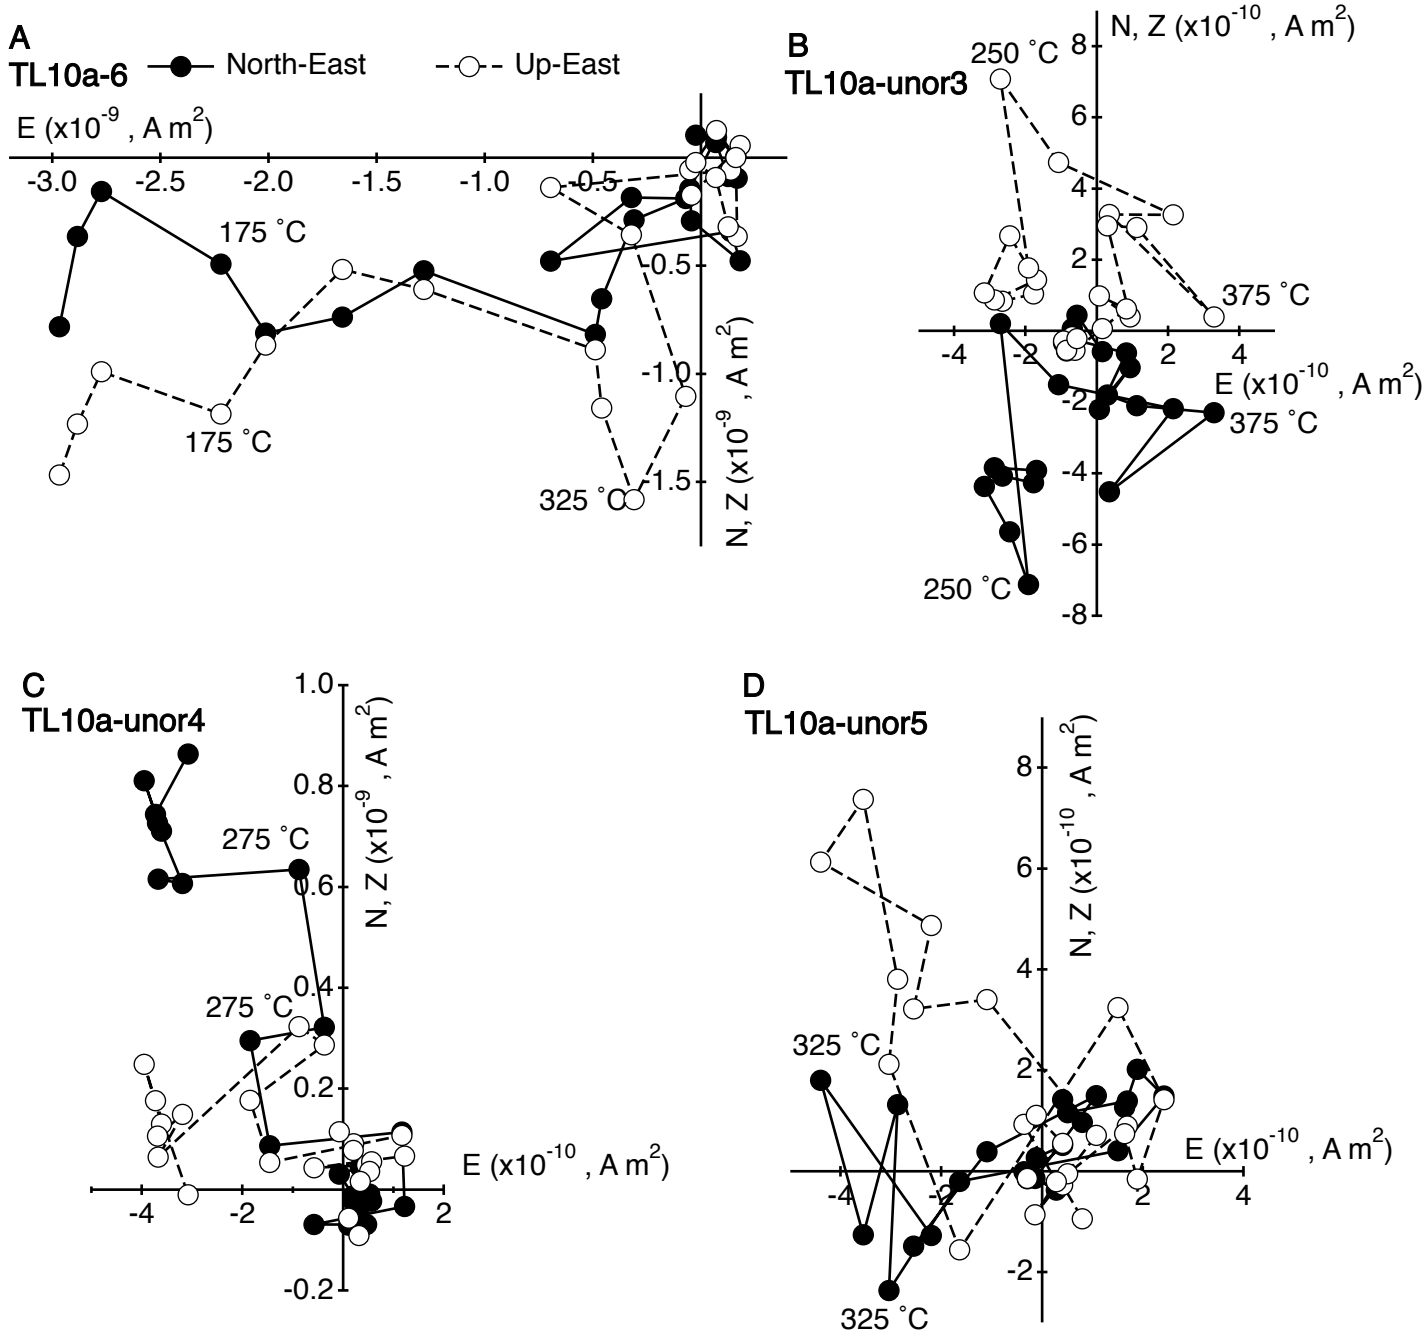 A
TL10a-6
North-East
Up-East
E (x10-9 , A m2)
-3.0
-2.5
-2.0
-1.5
-1.0
-0.5
175 ˚C
175 ˚C
325 ˚C
-0.5
-1.0
-1.5
N, Z (x10-9 , A m2)
B
TL10a-unor3
N, Z (x10-10 , A m2)
250 ˚C
8
6
4
2
375 ˚C
-4
-2
2
4
E (x10-10 , A m2)
-2
375 ˚C
-4
-6
250 ˚C
-8
C
TL10a-unor4
1.0
0.8
0.6
0.4
0.2
-0.2
N, Z (x10-9 , A m2)
275 ˚C
275 ˚C
E (x10-10 , A m2)
-4
-2
2
D
TL10a-unor5
8
6
4
2
-2
N, Z (x10-10 , A m2)
325 ˚C
E (x10-10 , A m2)
-4
-2
2
4
325 ˚C